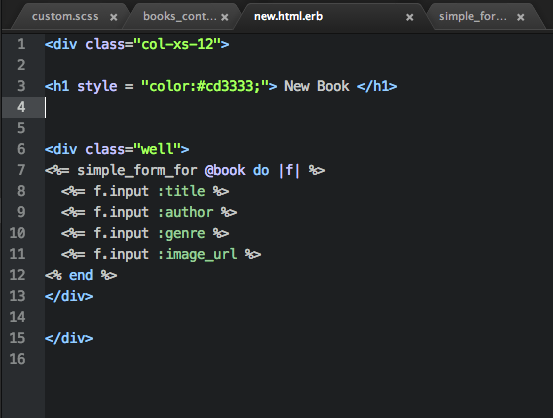 custom.scss × books_cont... × new.html.erb × simple_for... ×
1 <div class="col-xs-12">
2
3 <h1 style = "color:#cd3333;"> New Book </h1>
4
5
6 <div class="well">
7 <%= simple_form_for @book do |f| %>
8   <%= f.input :title %>
9   <%= f.input :author %>
10   <%= f.input :genre %>
11   <%= f.input :image_url %>
12 <% end %>
13 </div>
14
15 </div>
16